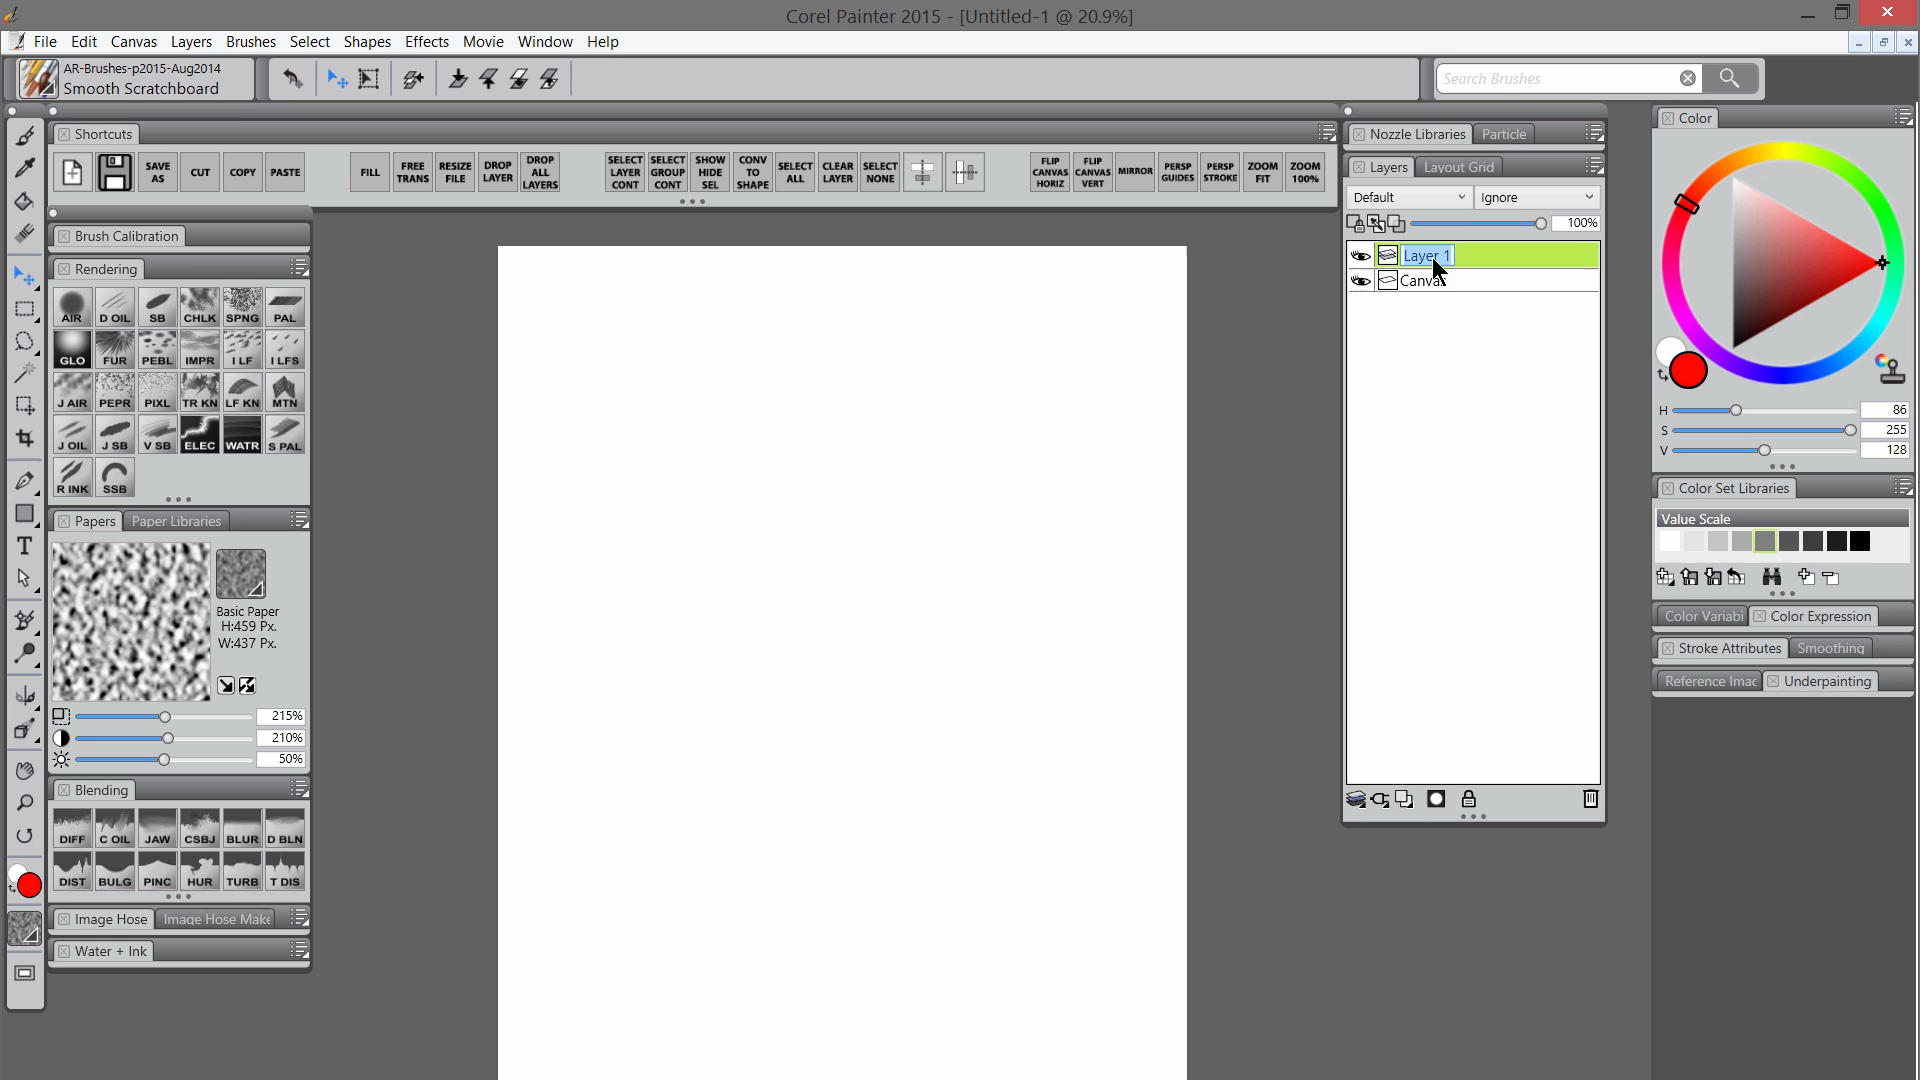 Corel Painter 2015 - [Untitled-1 @ 20.9%]
File Edit Canvas Layers Brushes Select Shapes Effects Movie Window Help
AR-Brushes-p2015-Aug2014
Smooth Scratchboard
Search Brushes
Shortcuts
SAVE AS
CUT
COPY
PASTE
FILL
FREE TRANS
RESIZE FILE
DROP LAYER
DROP ALL LAYERS
SELECT LAYER CONT
SELECT GROUP CONT
SHOW HIDE SEL
CONV TO SHAPE
SELECT ALL
CLEAR LAYER
SELECT NONE
FLIP CANVAS HORIZ
FLIP CANVAS VERT
MIRROR
PERSP GUIDES
PERSP STROKE
ZOOM FIT
ZOOM 100%
Brush Calibration
Rendering
AIR D OIL SB CHLK SPNG PAL
GLO FUR PEBL IMPR I LF I LFS
J AIR PEPR PIXL TR KN LF KN MTN
J OIL J SB V SB ELEC WATR S PAL
R INK SSB
Papers Paper Libraries
Basic Paper
H:459 Px.
W:437 Px.
215%
210%
50%
Blending
DIFF C OIL JAW CSBJ BLUR D BLN
DIST BULG PINC HUR TURB T DIS
Image Hose Image Hose Make
Water + Ink
T
Nozzle Libraries Particle
Layers Layout Grid
Default Ignore
100%
Layer 1
Canvas
Color
H 86
S 255
V 128
Color Set Libraries
Value Scale
Color Variabi Color Expression
Stroke Attributes Smoothing
Reference Imag Underpainting